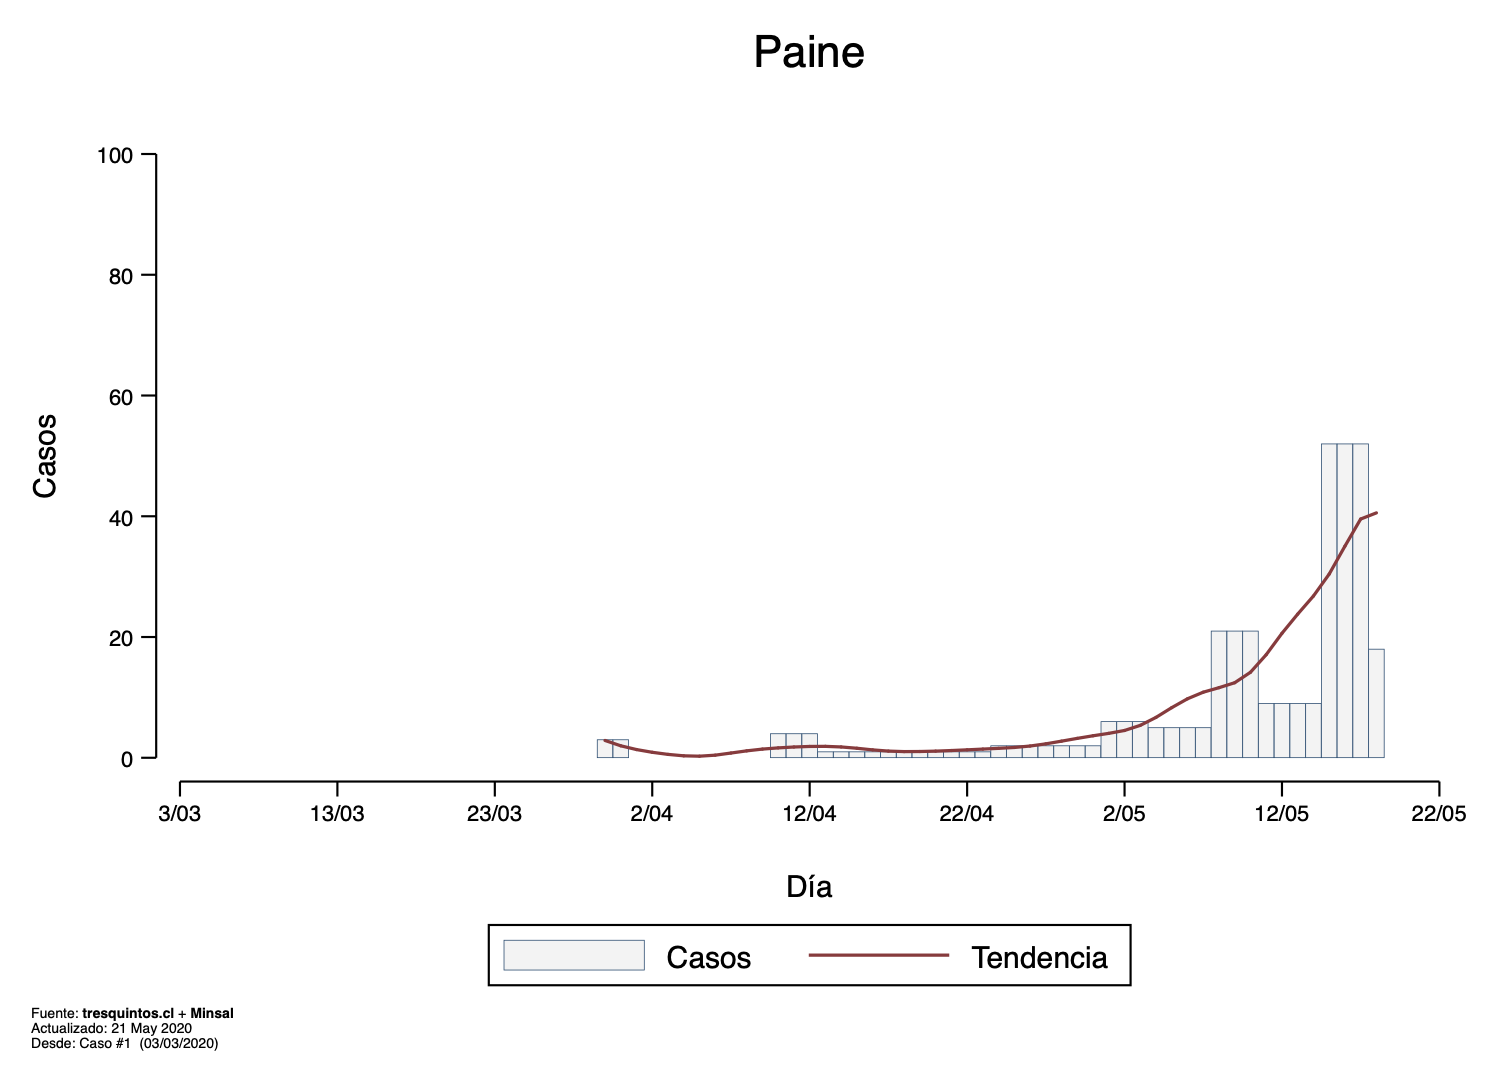 Paine
100
80
60
40
20
0
Casos
3/03 13/03 23/03 2/04 12/04 22/04 2/05 12/05 22/05
Día
Casos Tendencia
Fuente: tresquintos.cl + Minsal
Actualizado: 21 May 2020
Desde: Caso #1 (03/03/2020)